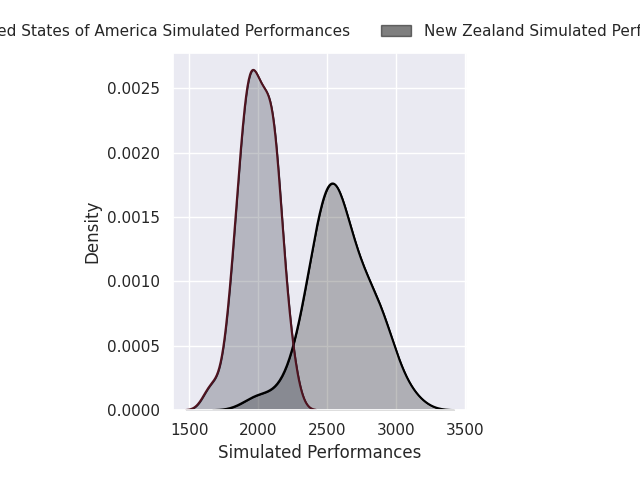 ed States of America Simulated Performances
New Zealand Simulated Perf
0.0025
0.0020
0.0015
0.0010
0.0005
0.0000
Density
1500 2000 2500 3000 3500
Simulated Performances